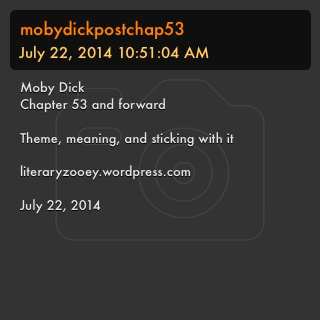 mobydickpostchap53
July 22, 2014 10:51:04 AM
Moby Dick
Chapter 53 and forward
Theme, meaning, and sticking with it
literaryzooey.wordpress.com
July 22, 2014